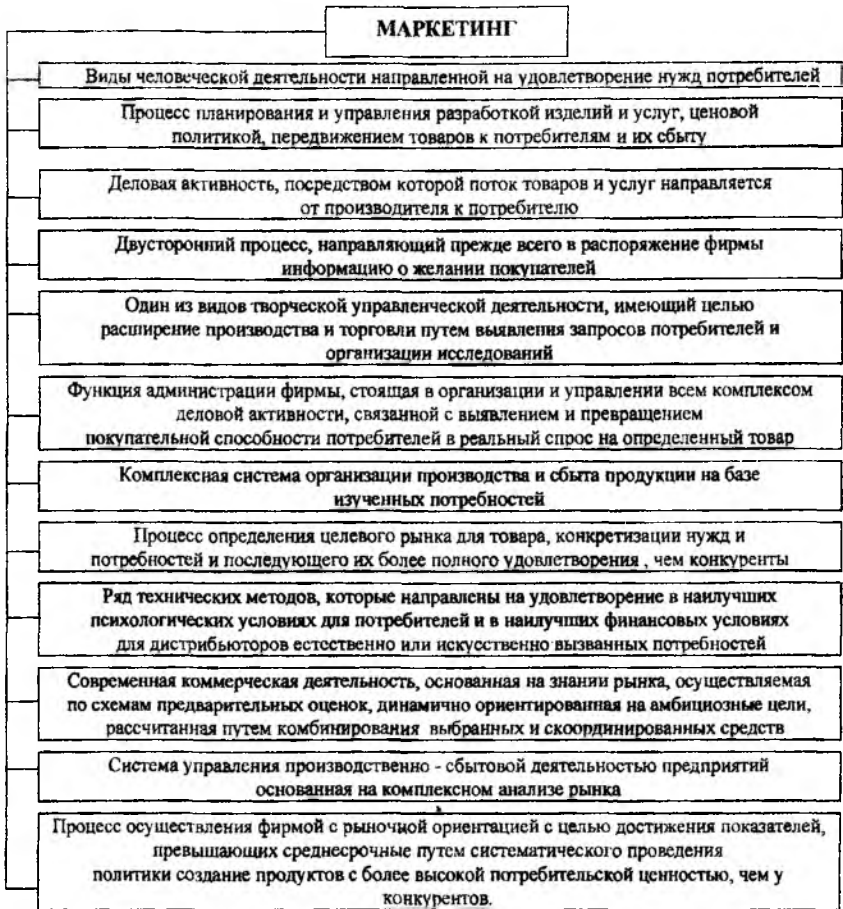 МАРКЕТИНГ
Виды человеческой деятельности направленной на удовлетворение нужд потребителей
Процесс планирования и управления разработкой изделий и услуг, ценовой
политикой, передвижением товаров к потребителям и их сбыту
Деловая активность, посредством которой поток товаров и услуг направляется
от производителя к потребителю
Двусторонний процесс, направляющий прежде всего в распоряжение фирмы
информацию о желании покупателей
Один из видов творческой управленческой деятельности, имеющий целью
расширение производства и торговли путем выявления запросов потребителей и
организации исследований
Функция администрации фирмы, стоящая в организации и управлении всем комплексом
деловой активности, связанной с выявлением и превращением
покупательной способности потребителей в реальный спрос на определенный товар
Комплексная система организации производства и сбыта продукции на базе
изученных потребностей
Процесс определения целевого рынка для товара, конкретизации нужд и
потребностей и последующего их более полного удовлетворения , чем конкуренты
Ряд технических методов, которые направлены на удовлетворение в наилучших
психологических условиях для потребителей и в наилучших финансовых условиях
для дистрибьюторов естественно или искусственно вызванных потребностей
Современная коммерческая деятельность, основанная на знании рынка, осуществляемая
по схемам предварительных оценок, динамично ориентированная на амбициозные цели,
рассчитанная путем комбинирования выбранных и скоординированных средств
Система управления производственно - сбытовой деятельностью предприятий
основанная на комплексном анализе рынка
Процесс осуществления фирмой с рыночной ориентацией с целью достижения показателей,
превышающих среднесрочные путем систематического проведения
политики создание продуктов с более высокой потребительской ценностью, чем у
конкурентов.